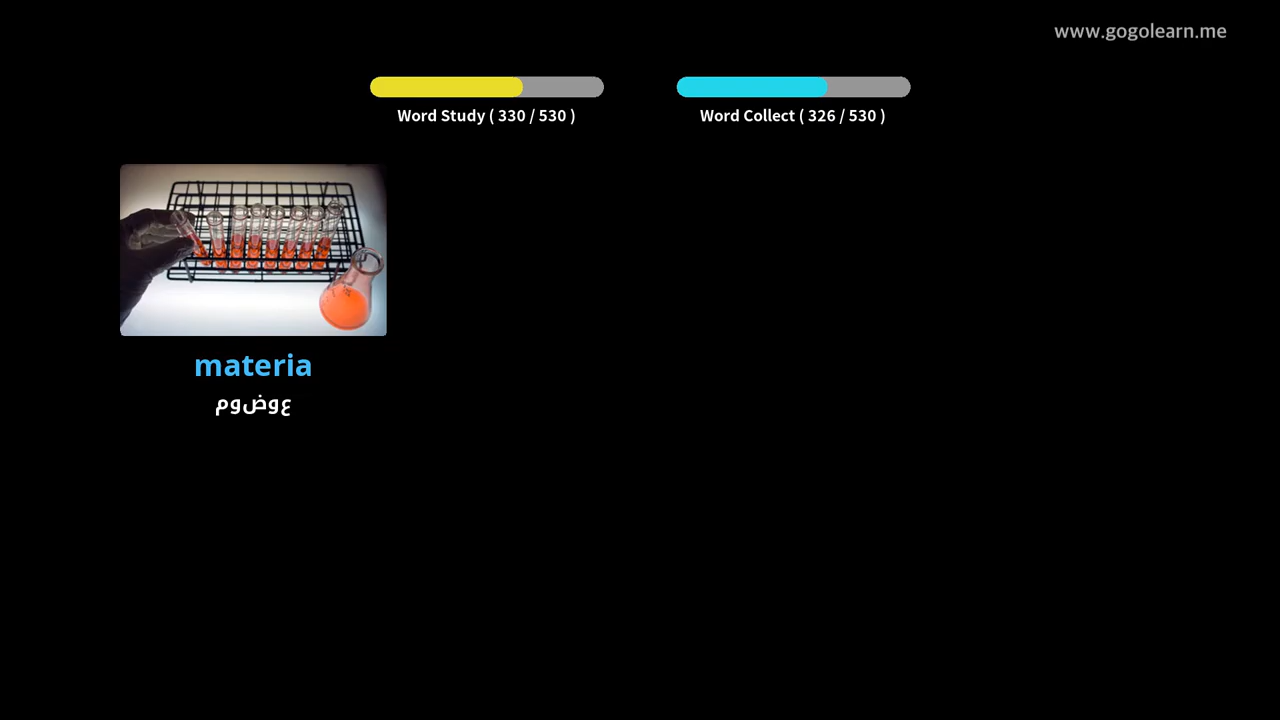 www.gogolearn.me
Word Study ( 330 / 530 )
Word Collect ( 326 / 530 )
materia
عوضوم